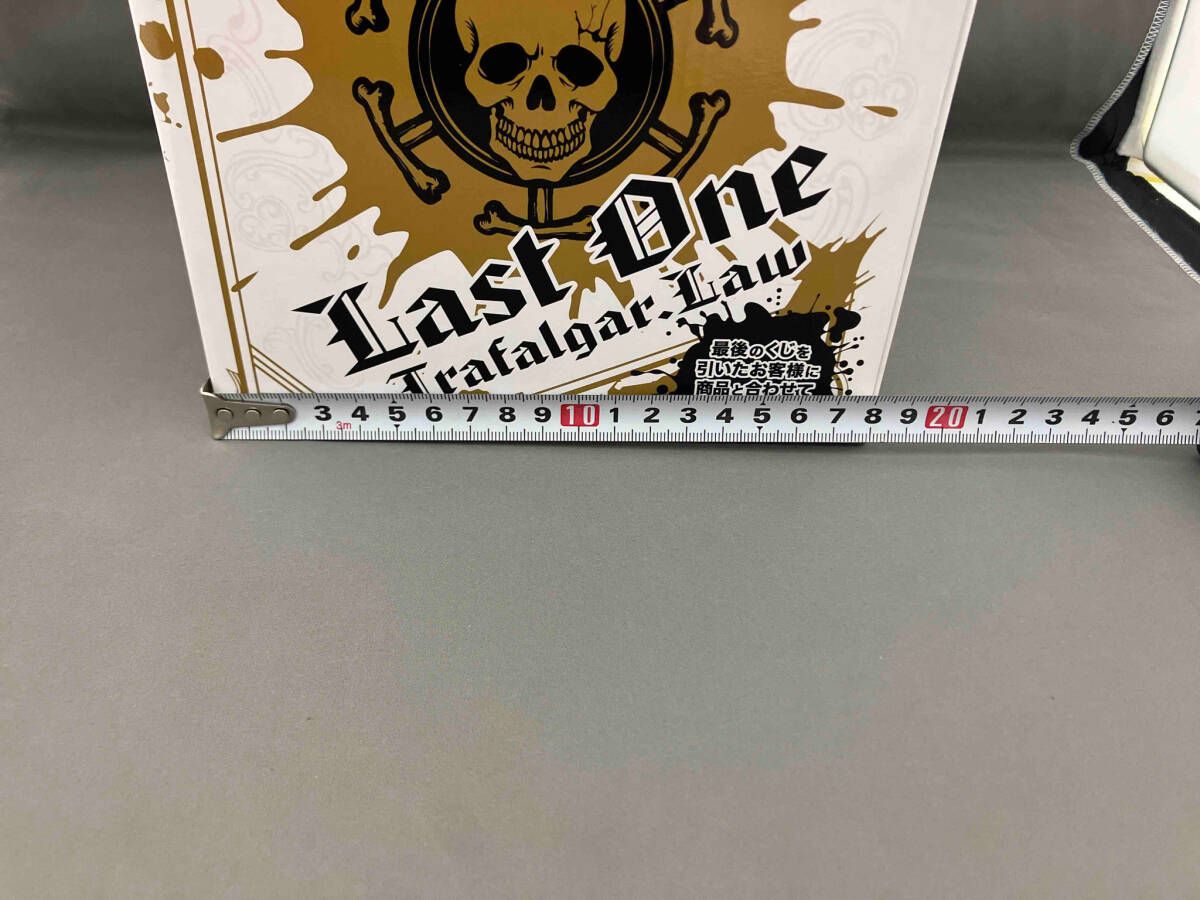 Last One
Trafalgar・Law
最後のくじを
引いたお客様に
商品と合わせて
3 4 5 6 7 8 9 10 1 2 3 4 5 6 7 8 9 20 1 2 3 4 5 6
3m